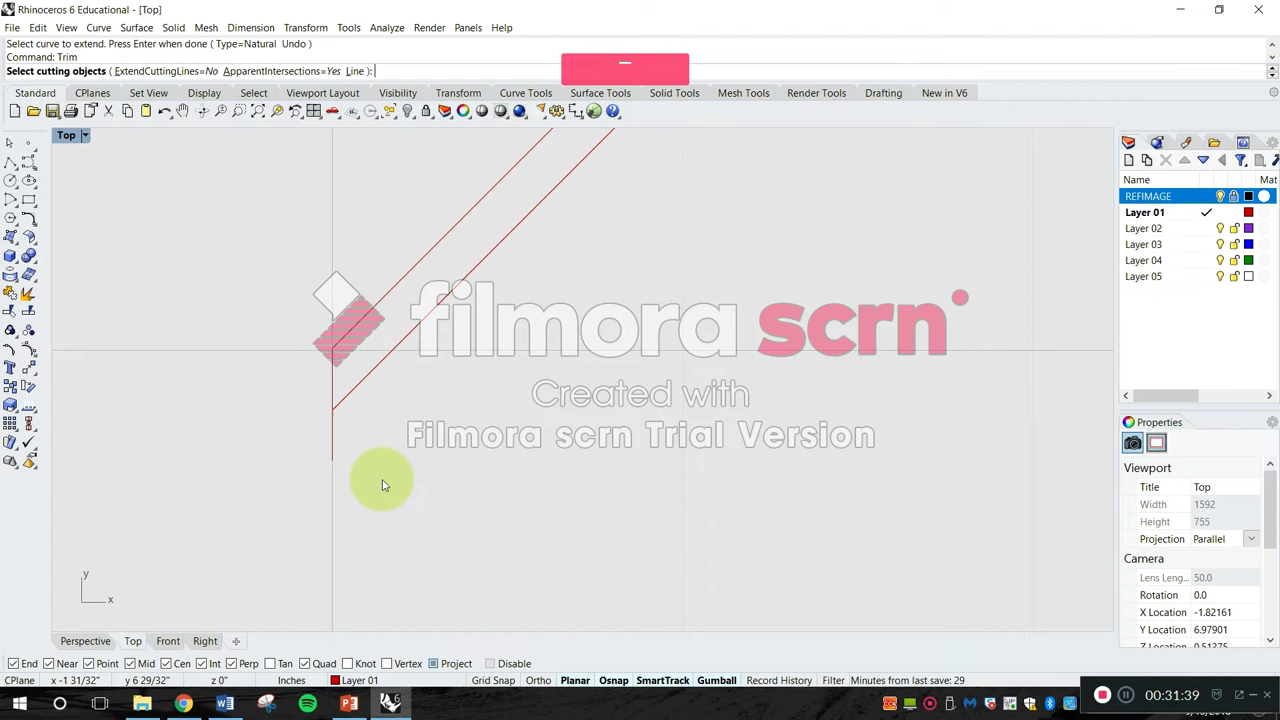 Rhinoceros 6 Educational - [Top]
File Edit View Curve Surface Solid Mesh Dimension Transform Tools Analyze Render Panels Help
Select curve to extend. Press Enter when done ( Type=Natural Undo )
Command: Trim
Select cutting objects ( ExtendCuttingLines=No ApparentIntersections=Yes Line ):
Standard CPlanes Set View Display Select Viewport Layout Visibility Transform Curve Tools Surface Tools Solid Tools Mesh Tools Render Tools Drafting New in V6
Top
Name Mat
REFIMAGE
Layer 01
Layer 02
Layer 03
Layer 04
Layer 05
filmora scrn
Created with
Filmora scrn Trial Version
Properties
Viewport
Title Top
Width 1592
Height 755
Projection Parallel
Camera
Lens Leng... 50.0
Rotation 0.0
X Location -1.82161
Y Location 6.97901
y
x
Perspective Top Front Right
End Near Point Mid Cen Int Perp Tan Quad Knot Vertex Project Disable
CPlane x -1 31/32" y 6 29/32" z 0" Inches Layer 01 Grid Snap Ortho Planar Osnap SmartTrack Gumball Record History Filter Minutes from last save: 29
00:31:39